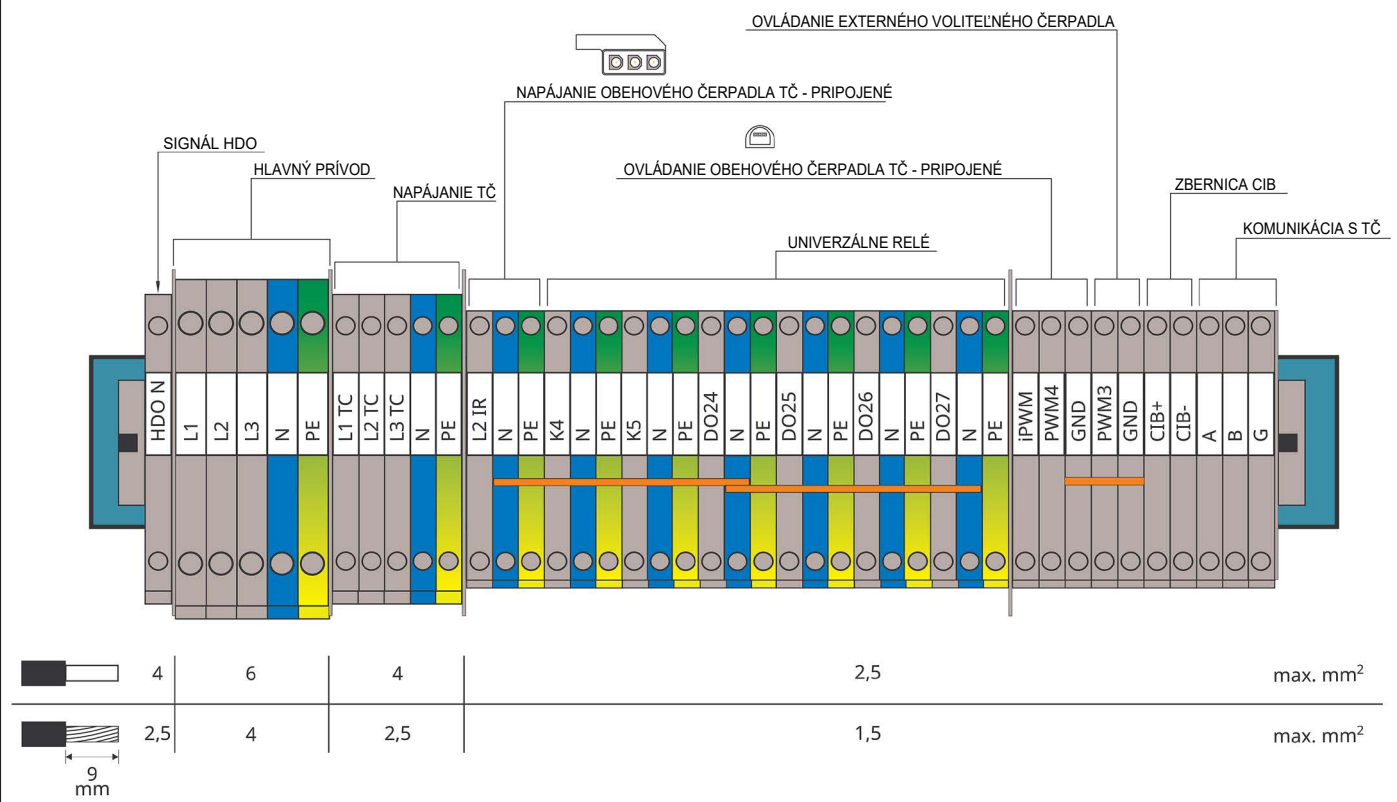 OVLÁDANIE EXTERNÉHO VOLITEĽNÉHO ČERPADLA
NAPÁJANIE OBEHOVÉHO ČERPADLA TČ - PRIPOJENÉ
SIGNÁL HDO
HLAVNÝ PRÍVOD
OVLÁDANIE OBEHOVÉHO ČERPADLA TČ - PRIPOJENÉ
NAPÁJANIE TČ
ZBERNICA CIB
UNIVERZÁLNE RELÉ
KOMUNIKÁCIA S TČ
HDO N
L1
L2
L3
N
PE
L1 TC
L2 TC
L3 TC
N
PE
L2 IR
N
PE
K4
N
PE
K5
N
PE
DO24
N
PE
DO25
N
PE
DO26
N
PE
DO27
N
PE
iPWM
PWM4
GND
PWM3
GND
CIB+
CIB-
A
B
G
4 6 4 2,5 max. mm²
2,5 4 2,5 1,5 max. mm²
9
mm